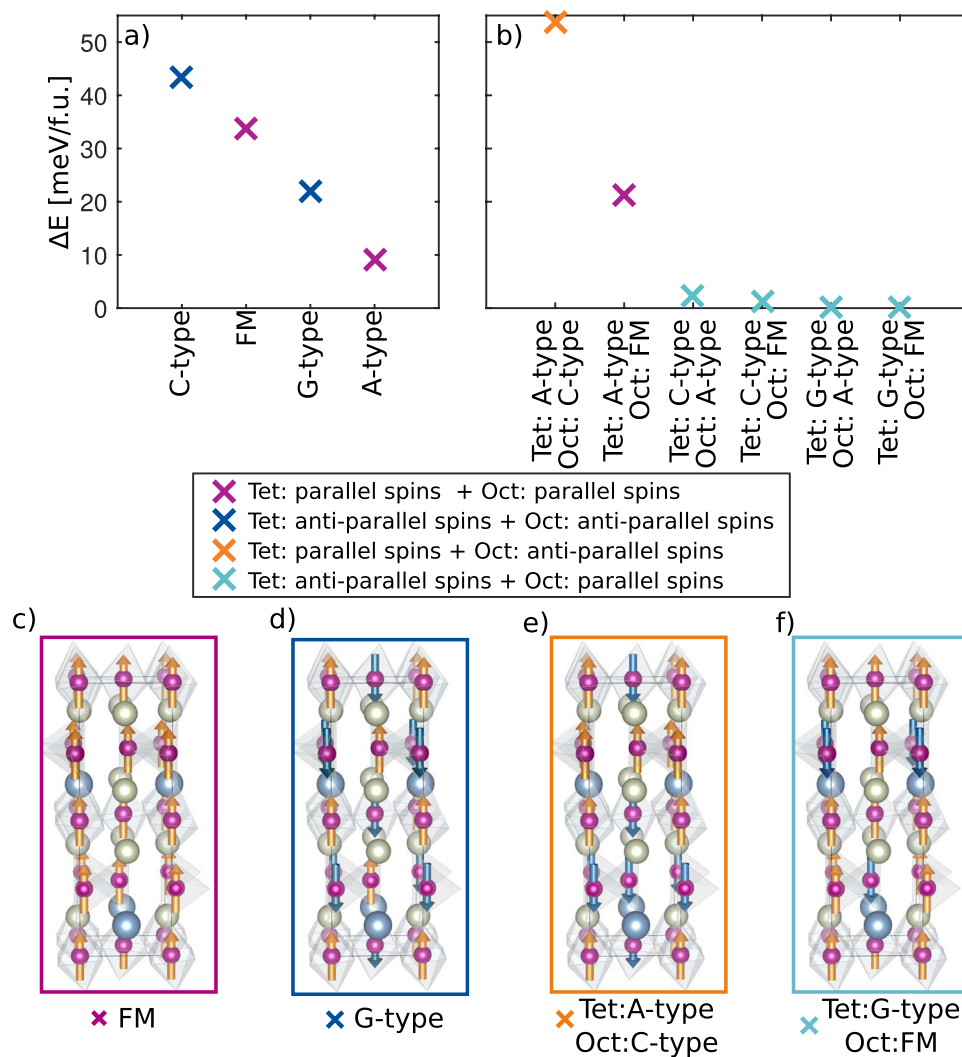 a)
b)
ΔE [meV/f.u.]
50
40
30
20
10
0
C-type
FM
G-type
A-type
Tet: A-type
Oct: C-type
Tet: A-type
Oct: FM
Tet: C-type
Oct: A-type
Tet: C-type
Oct: FM
Tet: G-type
Oct: A-type
Tet: G-type
Oct: FM
Tet: parallel spins + Oct: parallel spins
Tet: anti-parallel spins + Oct: anti-parallel spins
Tet: parallel spins + Oct: anti-parallel spins
Tet: anti-parallel spins + Oct: parallel spins
c)
d)
e)
f)
FM
G-type
Tet:A-type
Oct:C-type
Tet:G-type
Oct:FM